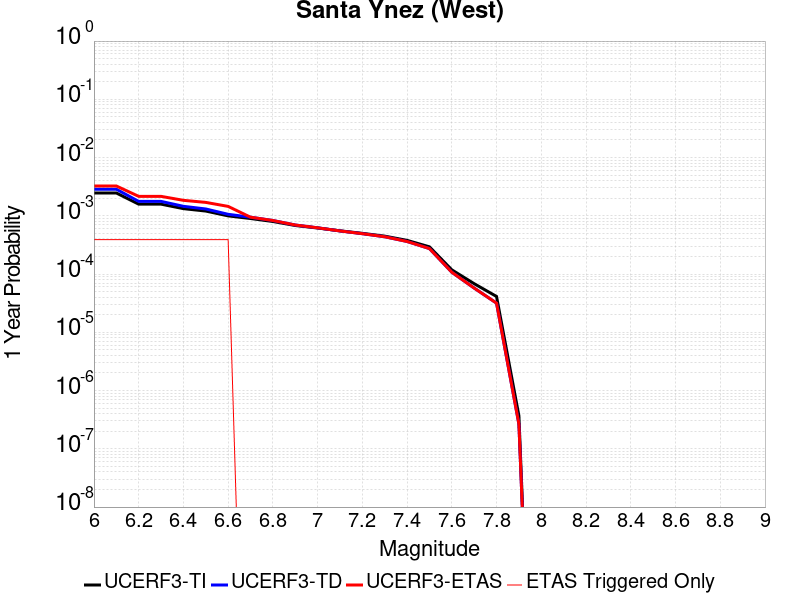 Santa Ynez (West)
1 Year Probability
10^0
10^-1
10^-2
10^-3
10^-4
10^-5
10^-6
10^-7
10^-8
6 6.2 6.4 6.6 6.8 7 7.2 7.4 7.6 7.8 8 8.2 8.4 8.6 8.8 9
Magnitude
UCERF3-TI UCERF3-TD UCERF3-ETAS ETAS Triggered Only